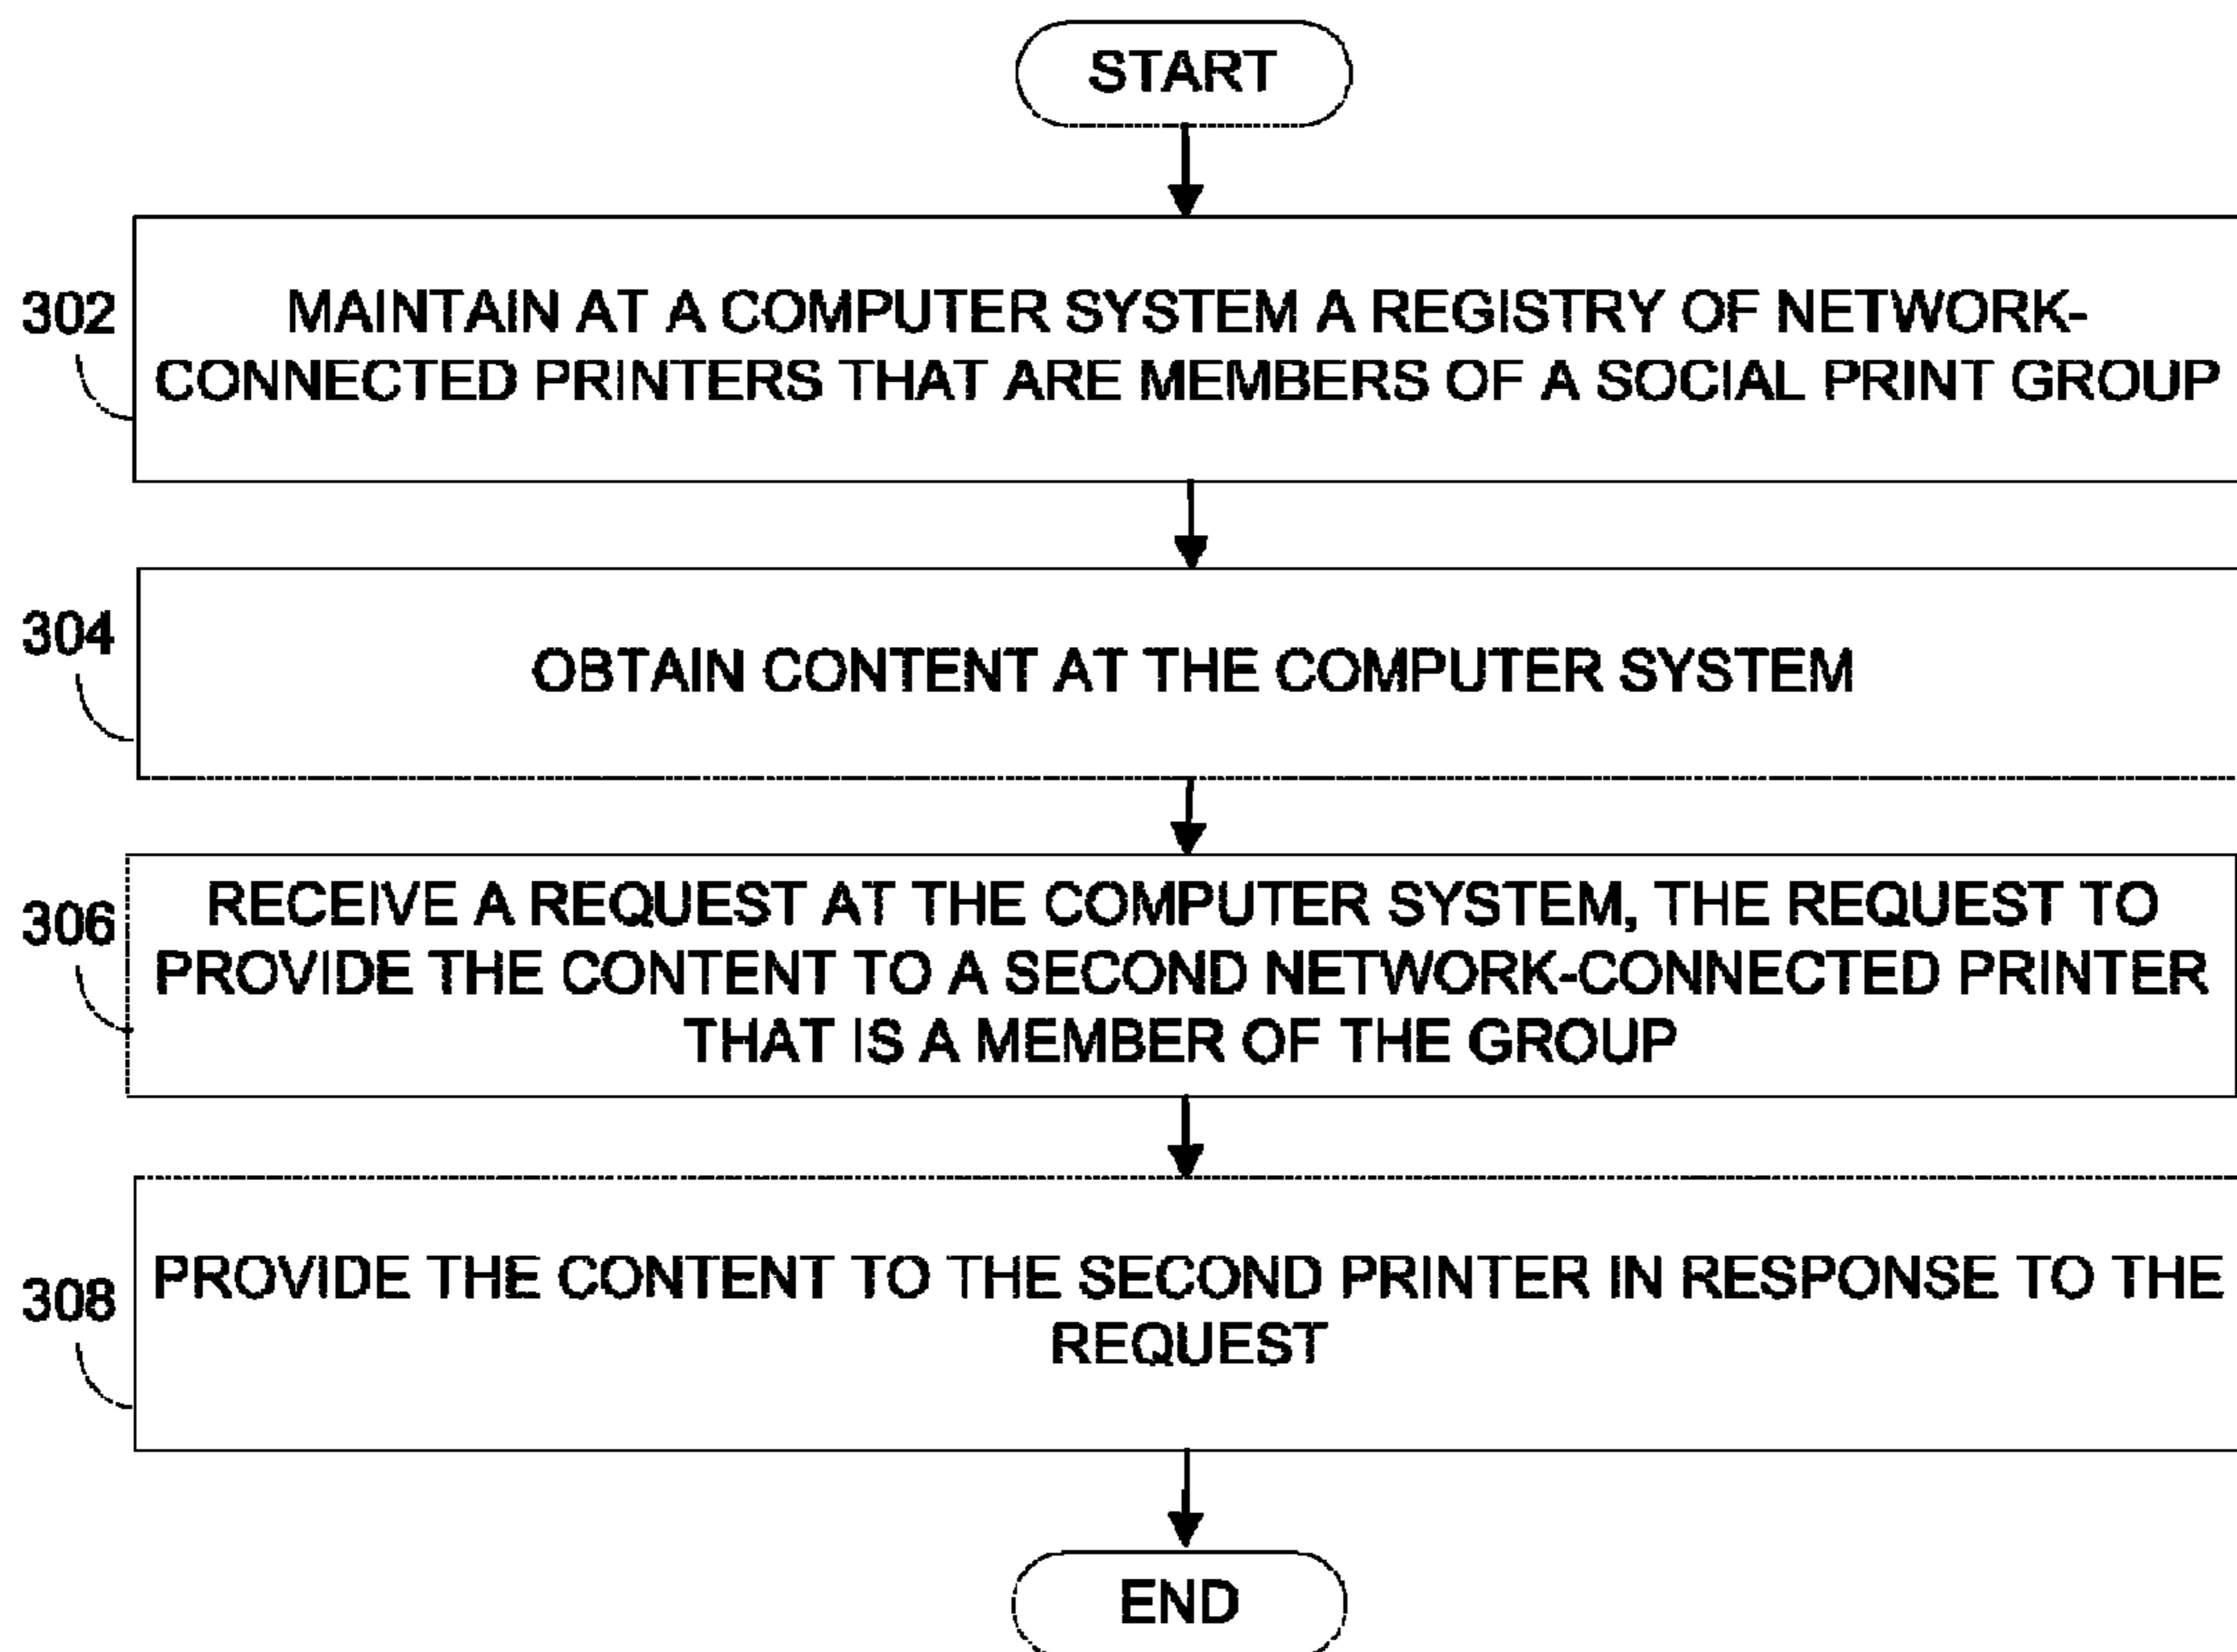 START
302
MAINTAIN AT A COMPUTER SYSTEM A REGISTRY OF NETWORK-
CONNECTED PRINTERS THAT ARE MEMBERS OF A SOCIAL PRINT GROUP
304
OBTAIN CONTENT AT THE COMPUTER SYSTEM
306
RECEIVE A REQUEST AT THE COMPUTER SYSTEM, THE REQUEST TO
PROVIDE THE CONTENT TO A SECOND NETWORK-CONNECTED PRINTER
THAT IS A MEMBER OF THE GROUP
308
PROVIDE THE CONTENT TO THE SECOND PRINTER IN RESPONSE TO THE
REQUEST
END